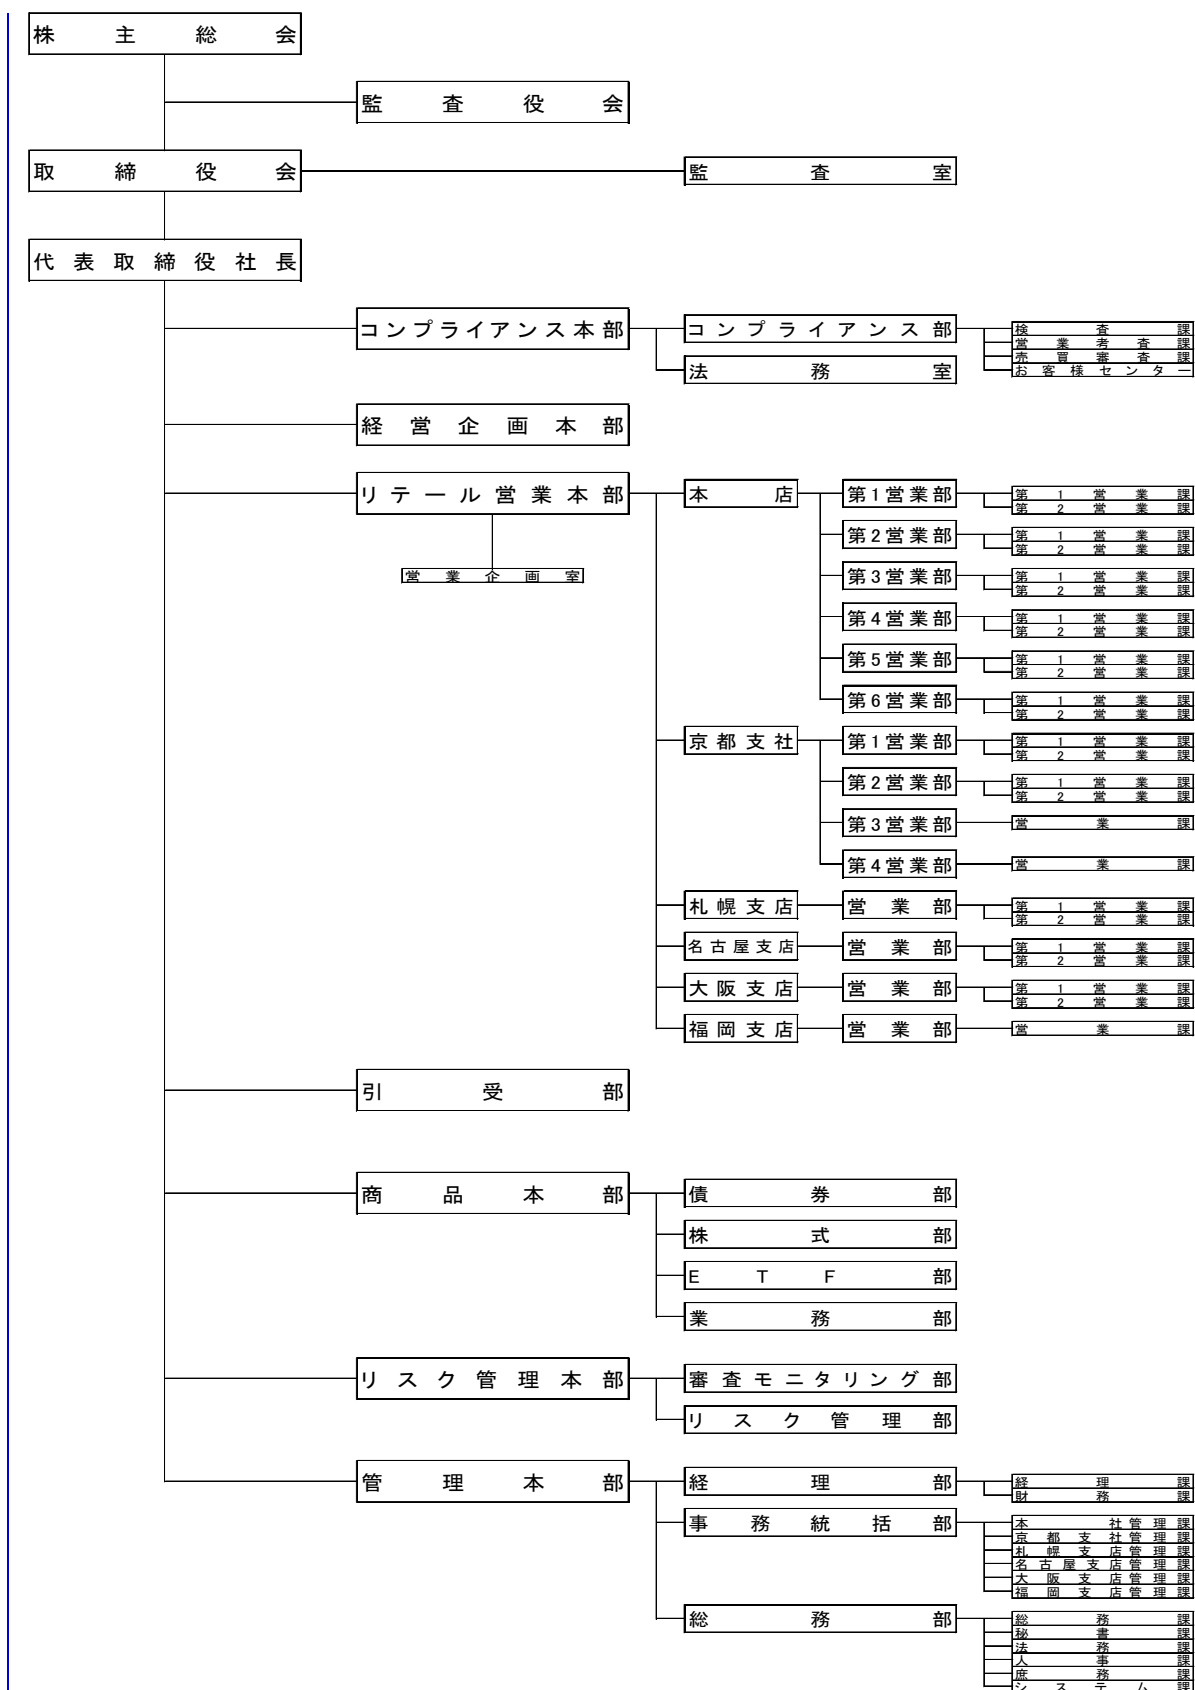 株主総会
監査役会
取締役会
監査室
代表取締役社長
コンプライアンス本部
コンプライアンス部
検査課
営業考査課
売買審査課
お客様センター
法務室
経営企画本部
リテール営業本部
営業企画室
本店
第1営業部
第1営業課
第2営業課
第2営業部
第1営業課
第2営業課
第3営業部
第1営業課
第2営業課
第4営業部
第1営業課
第2営業課
第5営業部
第1営業課
第2営業課
第6営業部
第1営業課
第2営業課
京都支社
第1営業部
第1営業課
第2営業課
第2営業部
第1営業課
第2営業課
第3営業部
営業課
第4営業部
営業課
札幌支店
営業部
第1営業課
第2営業課
名古屋支店
営業部
第1営業課
第2営業課
大阪支店
営業部
第1営業課
第2営業課
福岡支店
営業部
営業課
引受部
商品本部
債券部
株式部
ETF部
業務部
リスク管理本部
審査モニタリング部
リスク管理部
管理本部
経理部
経理課
財務課
事務統括部
本社管理課
京都支社管理課
札幌支店管理課
名古屋支店管理課
大阪支店管理課
福岡支店管理課
総務部
総務課
秘書課
法務課
人事課
庶務課
システム課